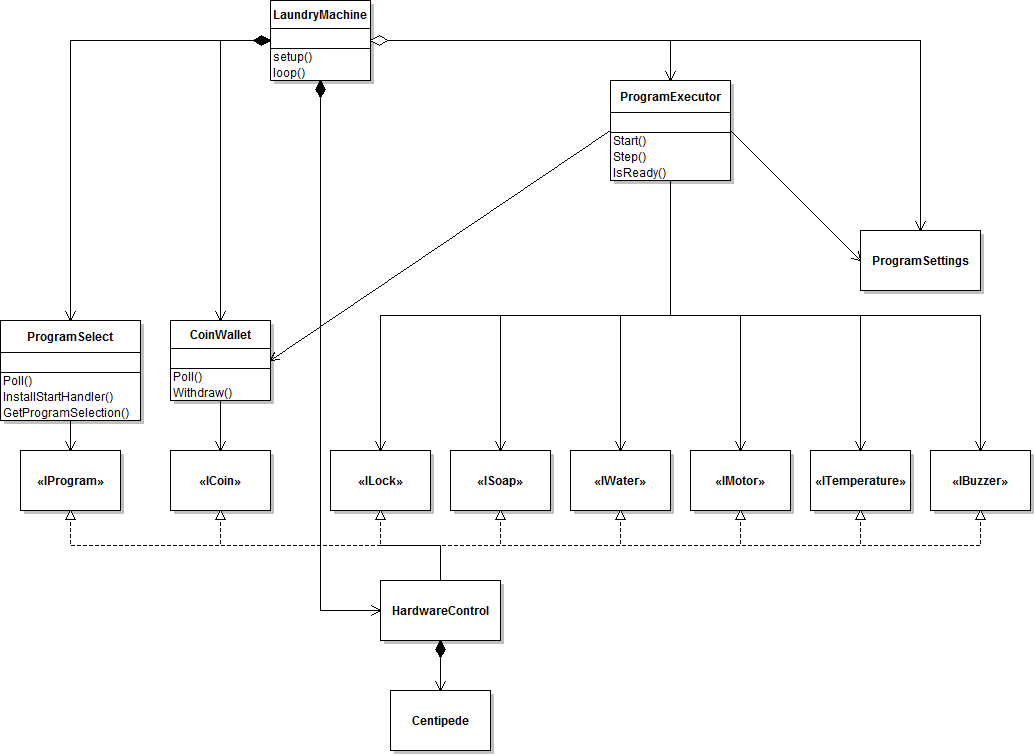 LaundryMachine
setup()
loop()
ProgramExecutor
Start()
Step()
IsReady()
ProgramSettings
ProgramSelect
Poll()
InstallStartHandler()
GetProgramSelection()
CoinWallet
Poll()
Withdraw()
«IProgram»
«ICoin»
«ILock»
«ISoap»
«IWater»
«IMotor»
«ITemperature»
«IBuzzer»
HardwareControl
Centipede